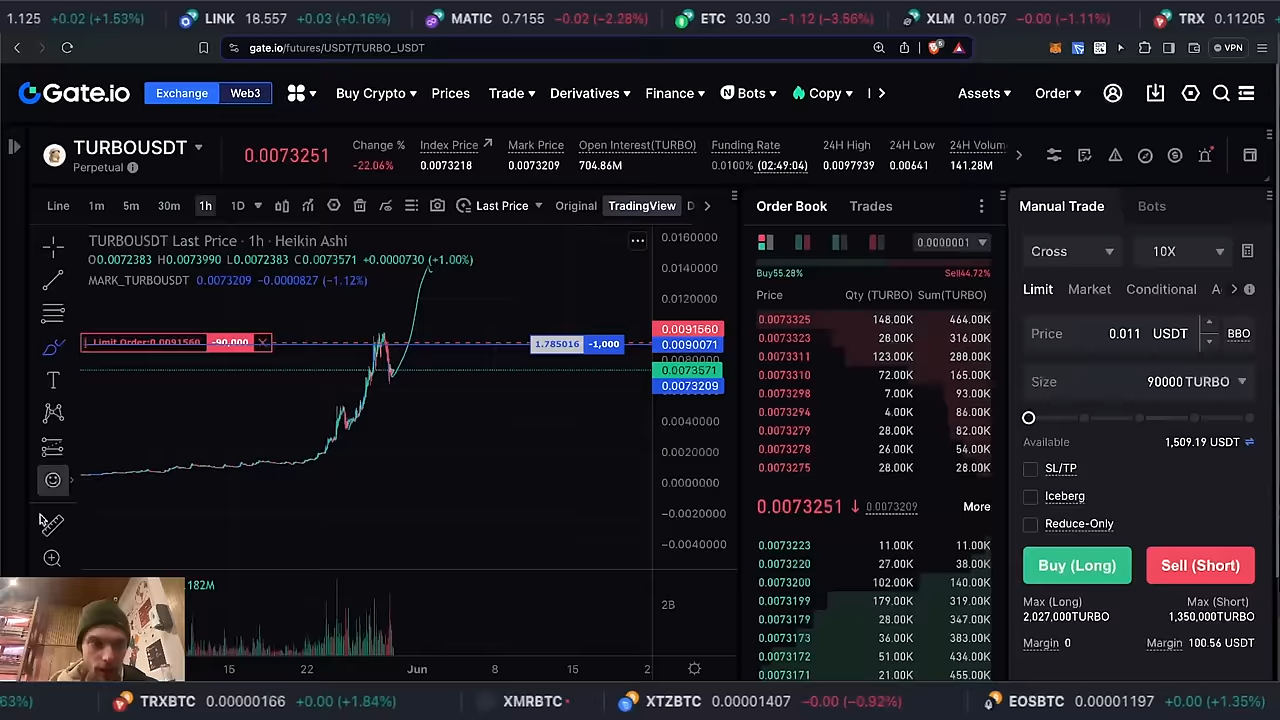 1.125 +0.02 (+1.53%) LINK 18.557 +0.03 (+0.16%) MATIC 0.7155 −0.02 (−2.28%) ETC 30.30 −1.12 (−3.56%) XLM 0.1067 −0.00 (−1.11%) TRX 0.11205
gate.io/futures/USDT/TURBO_USDT VPN
Gate.io Exchange Web3 Buy Crypto Prices Trade Derivatives Finance Bots Copy Assets Order
TURBOUSDT
Perpetual
0.0073251
Change %
-22.06%
Index Price
0.0073218
Mark Price
0.0073209
Open Interest(TURBO)
704.86M
Funding Rate
0.0100% (02:49:04)
24H High
0.0097939
24H Low
0.00641
24H Volum
141.28M
Line 1m 5m 30m 1h 1D Last Price Original TradingView D
TURBOUSDT Last Price · 1h · Heikin Ashi
O0.0072383 H0.0073990 L0.0072383 C0.0073571 +0.0000730 (+1.00%)
MARK_TURBOUSDT 0.0073209 −0.0000827 (−1.12%)
Limit Order:0.0091560 -90,000
1.785016 -1,000
0.0160000
0.0140000
0.0120000
0.0091560
0.0090071
0.0080000
0.0073571
0.0073209
0.0040000
0.0020000
0.0000000
−0.0020000
−0.0040000
.182M
2B
15 22 Jun 8 15 2
Order Book Trades
0.0000001
Buy55.28% Sell44.72%
Price Qty (TURBO) Sum(TURBO)
0.0073325 148.00K 464.00K
0.0073323 28.00K 316.00K
0.0073311 123.00K 288.00K
0.0073310 72.00K 165.00K
0.0073298 7.00K 93.00K
0.0073294 4.00K 86.00K
0.0073279 28.00K 82.00K
0.0073278 26.00K 54.00K
0.0073275 28.00K 28.00K
0.0073251 ↓ 0.0073209 More
0.0073223 11.00K 11.00K
0.0073220 27.00K 38.00K
0.0073200 102.00K 140.00K
0.0073199 179.00K 319.00K
0.0073179 28.00K 347.00K
0.0073173 36.00K 383.00K
0.0073172 51.00K 434.00K
0.0073171 21.00K 455.00K
Manual Trade Bots
Cross 10X
Limit Market Conditional A
Price 0.011 USDT BBO
Size 90000 TURBO
Available 1,509.19 USDT
SL/TP
Iceberg
Reduce-Only
Buy (Long) Sell (Short)
Max (Long) Max (Short)
2,027,000TURBO 1,350,000TURBO
Margin 0 Margin 100.56 USDT
63%) TRXBTC 0.00000166 +0.00 (+1.84%) XMRBTC XTZBTC 0.00001407 −0.00 (−0.92%) EOSBTC 0.00001197 +0.00 (+1.35%)